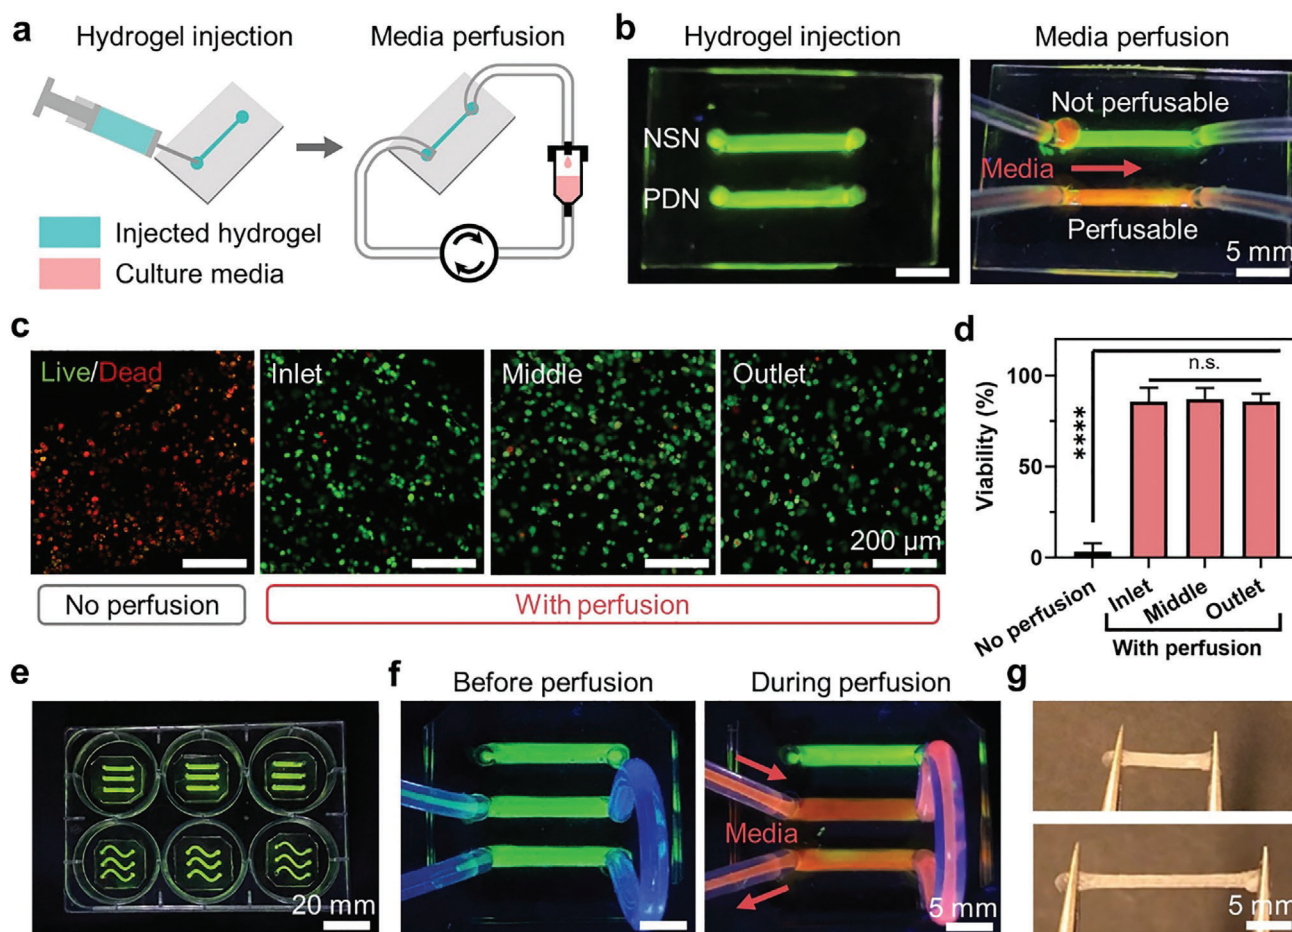 a
Hydrogel injection
Media perfusion
Injected hydrogel
Culture media
b
Hydrogel injection
Media perfusion
NSN
PDN
Not perfusable
Media
Perfusable
5 mm
c
Live/Dead
Inlet
Middle
Outlet
200 µm
No perfusion
With perfusion
d
Viability (%)
100
50
0
****
n.s.
No perfusion
Inlet
Middle
Outlet
With perfusion
e
20 mm
f
Before perfusion
During perfusion
Media
5 mm
g
5 mm